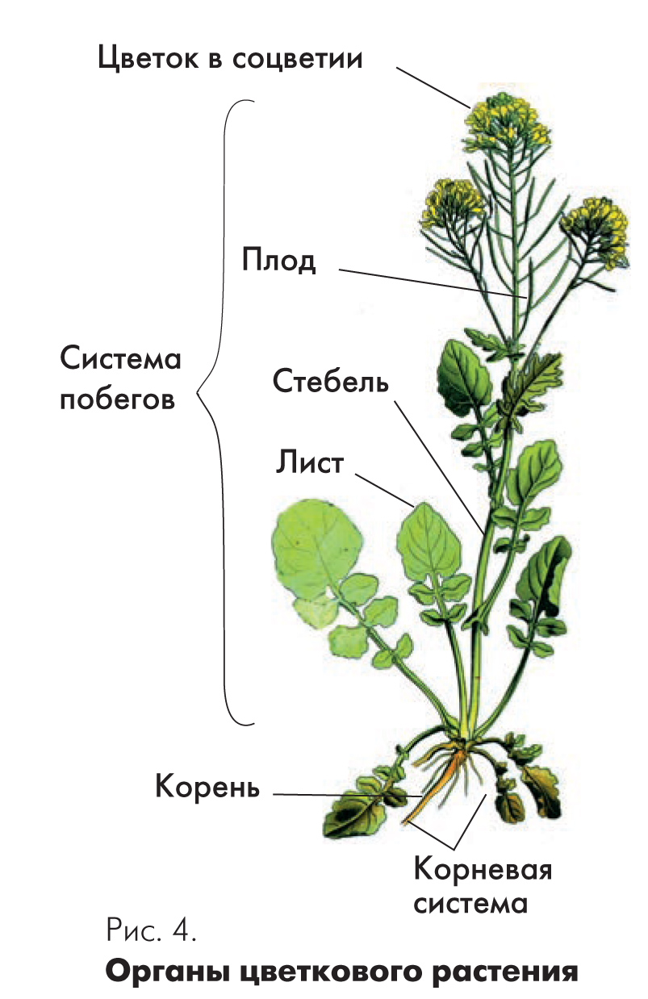 Цветок в соцветии
Плод
Система
побегов
Стебель
Лист
Корень
Корневая
система
Рис. 4.
Органы цветкового растения